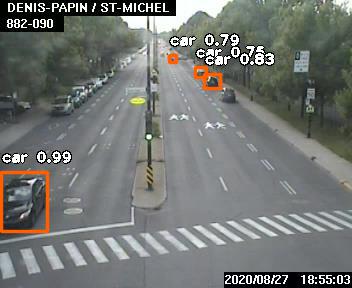 DENIS-PAPIN / ST-MICHEL
882-090
car 0.79
car 0.75
car 0.83
car 0.99
2020/08/27 18:55:03